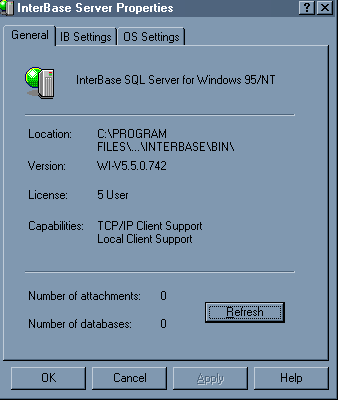 InterBase Server Properties
General IB Settings OS Settings
InterBase SQL Server for Windows 95/NT
Location: C:\PROGRAM
FILES\...\INTERBASE\BIN\
Version: WI-V5.5.0.742
License: 5 User
Capabilities: TCP/IP Client Support
Local Client Support
Number of attachments: 0
Refresh
Number of databases: 0
OK Cancel Apply Help